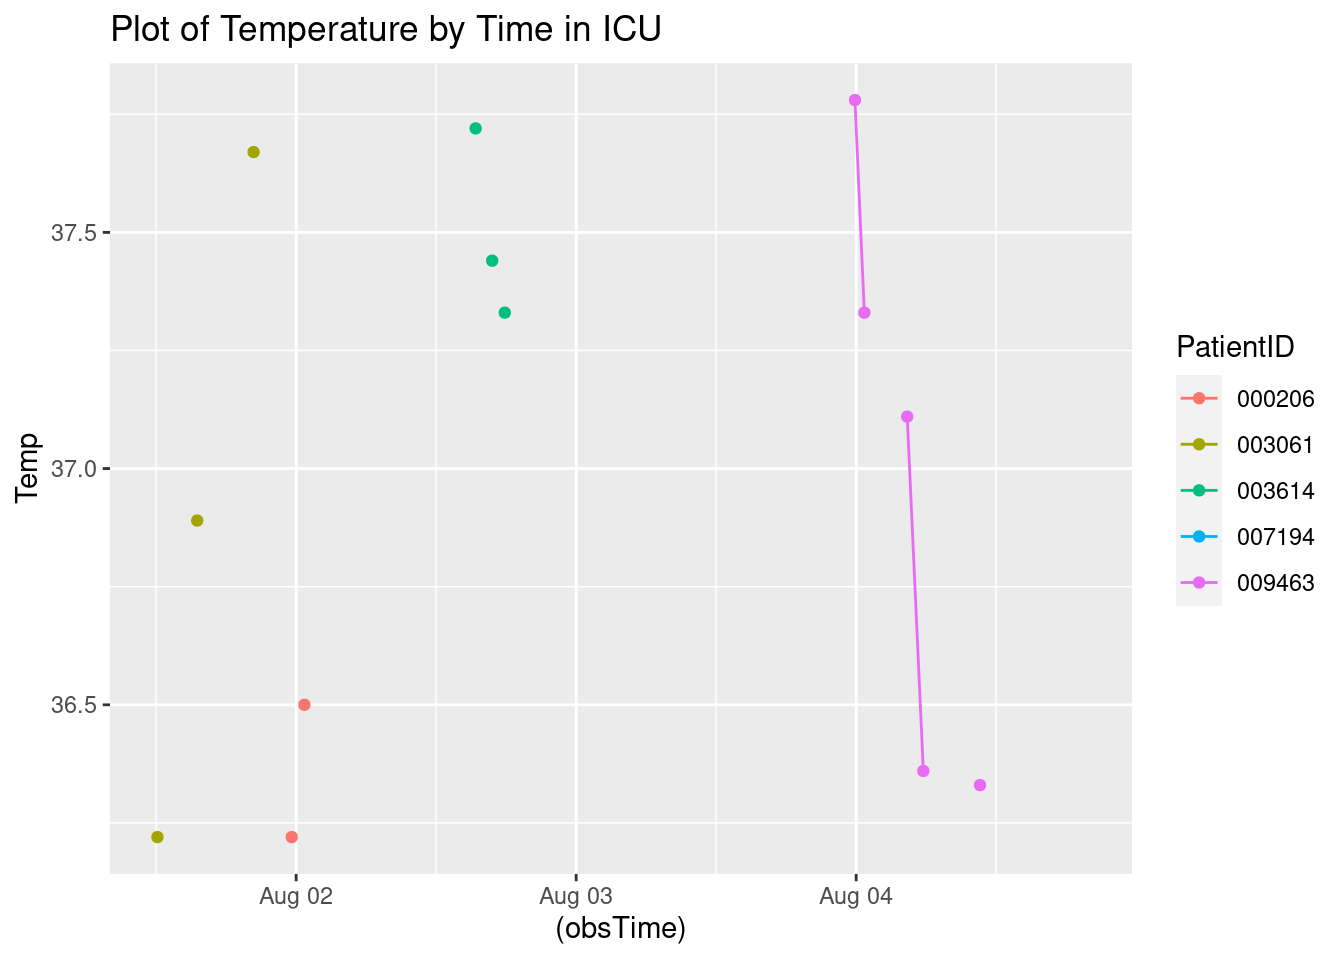 Plot of Temperature by Time in ICU
37.5
37.0
36.5
Temp
Aug 02
Aug 03
Aug 04
(obsTime)
PatientID
000206
003061
003614
007194
009463